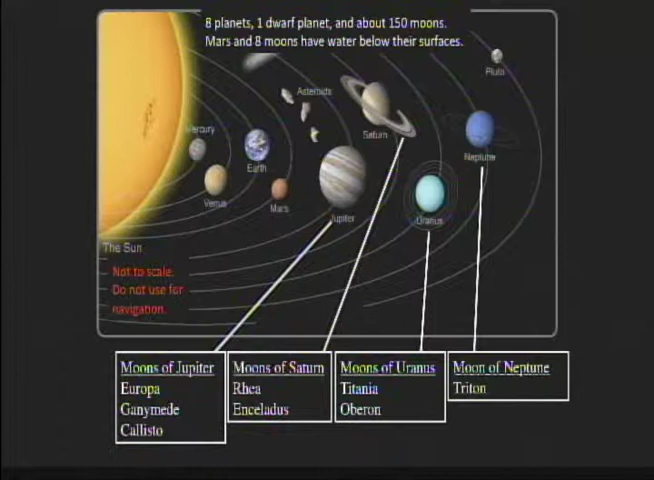 8 planets, 1 dwarf planet, and about 150 moons.
Mars and 8 moons have water below their surfaces.
Pluto
Asteroids
Saturn
Mercury
Neptune
Earth
Venus
Mars
Jupiter
Uranus
The Sun
Not to scale.
Do not use for
navigation.
Moons of Jupiter
Europa
Ganymede
Callisto
Moons of Saturn
Rhea
Enceladus
Moons of Uranus
Titania
Oberon
Moon of Neptune
Triton